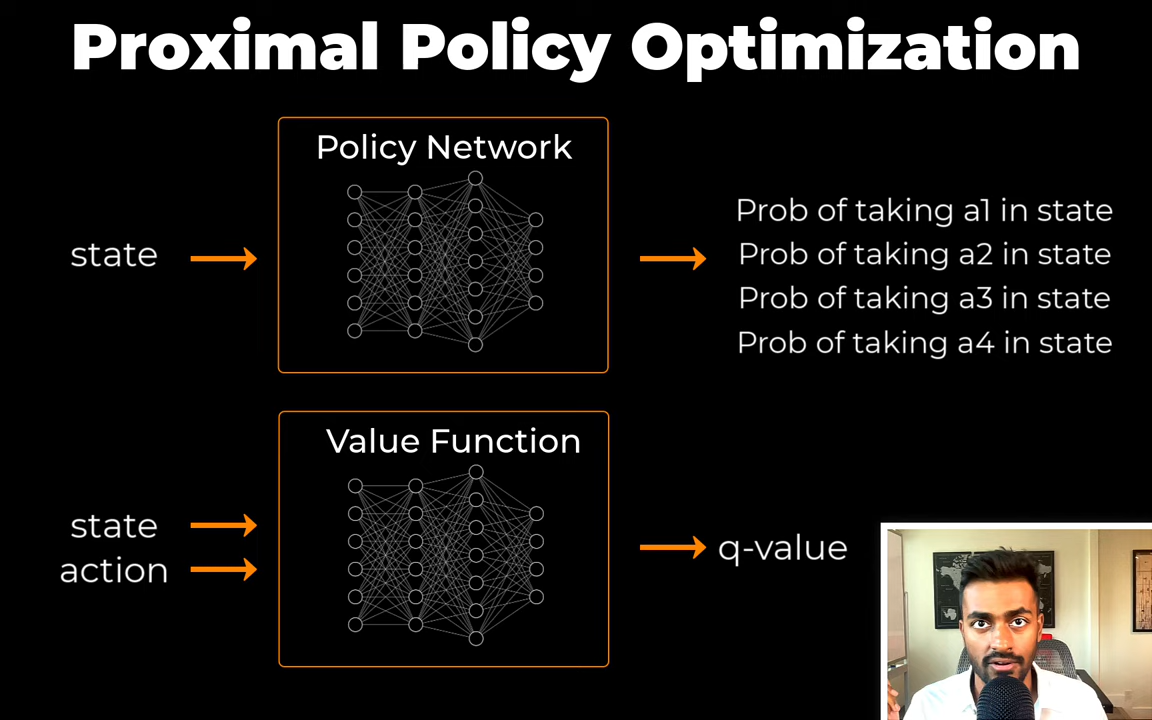 Proximal Policy Optimization
Policy Network
state
Prob of taking a1 in state
Prob of taking a2 in state
Prob of taking a3 in state
Prob of taking a4 in state
Value Function
state
action
q-value